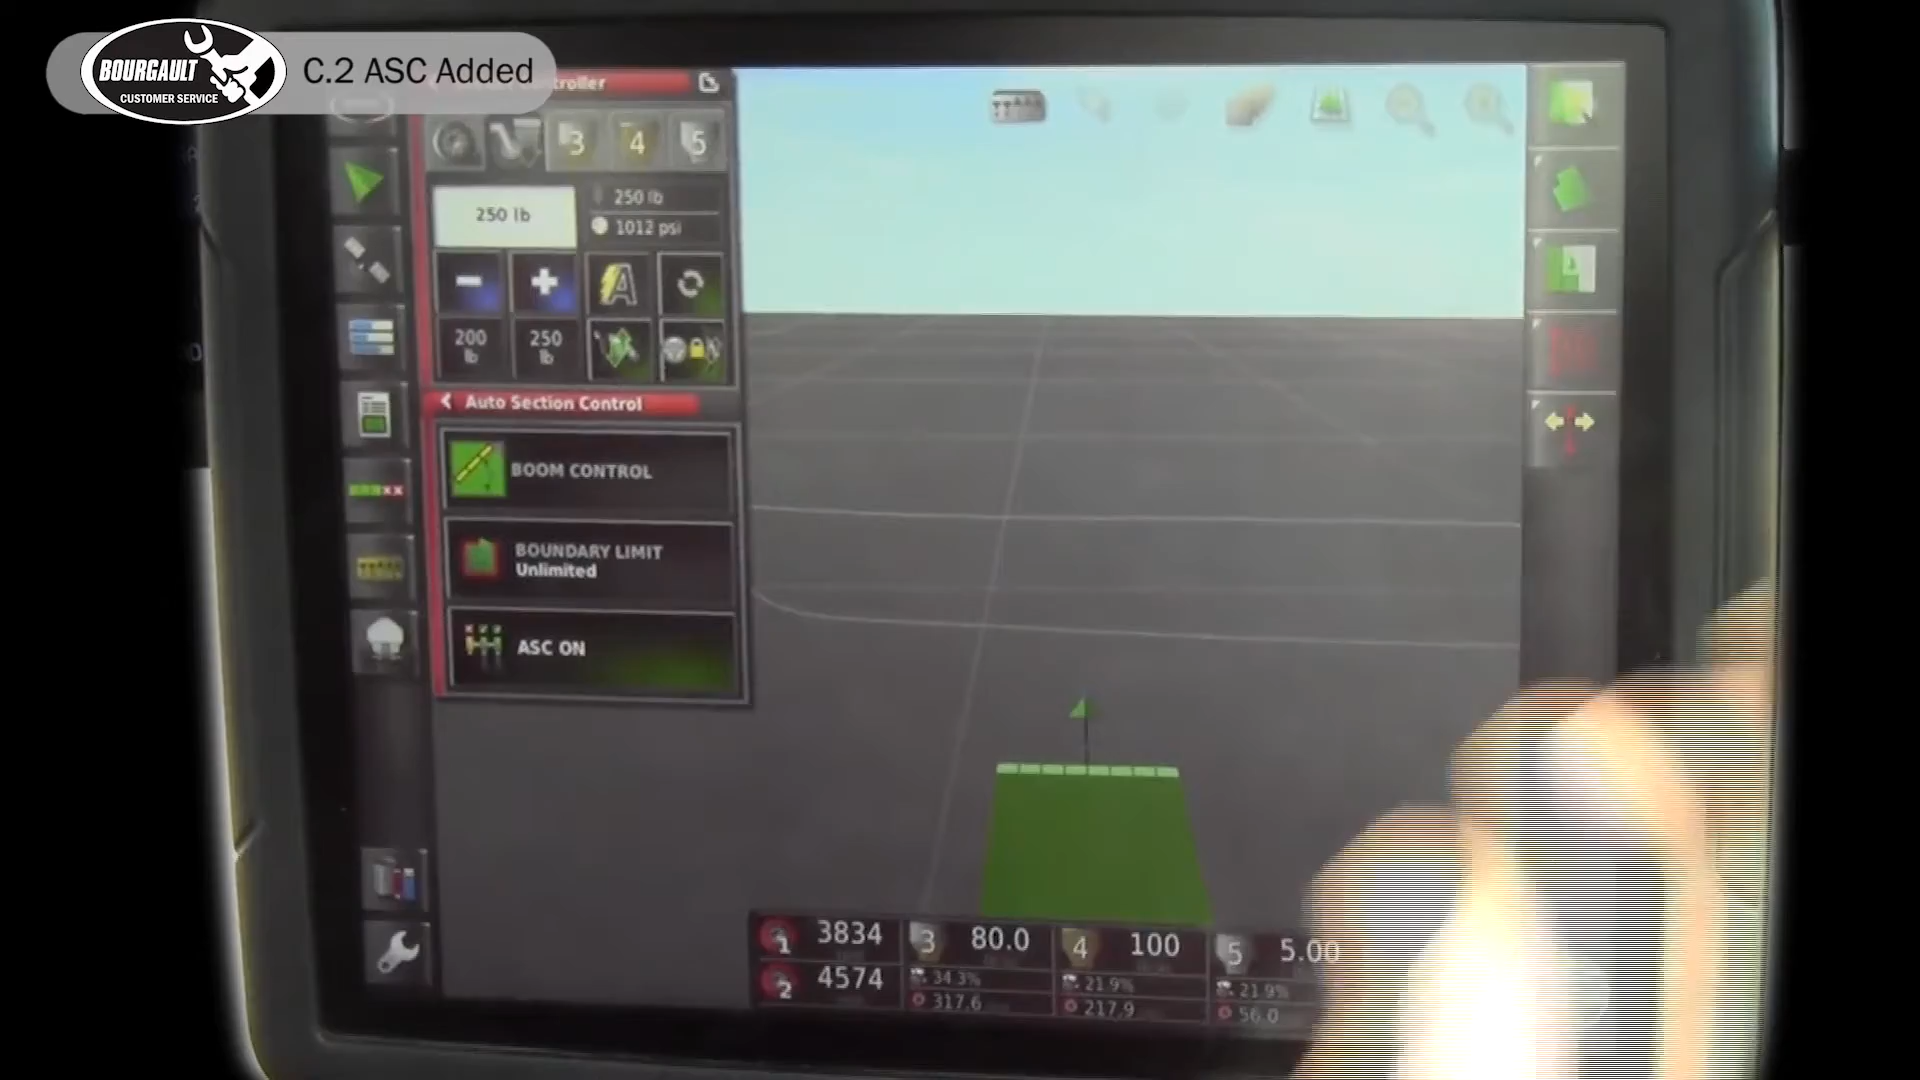 BOURGAULT
CUSTOMER SERVICE
C.2 ASC Added
3 4 5
250 lb
250 lb
1012 psi
200
lb
250
lb
Auto Section Control
BOOM CONTROL
BOUNDARY LIMIT
Unlimited
ASC ON
1 3834
2 4574
3 80.0
34.3%
317.6
4 100
21.9%
217.9
5 5.00
21.9%
56.0